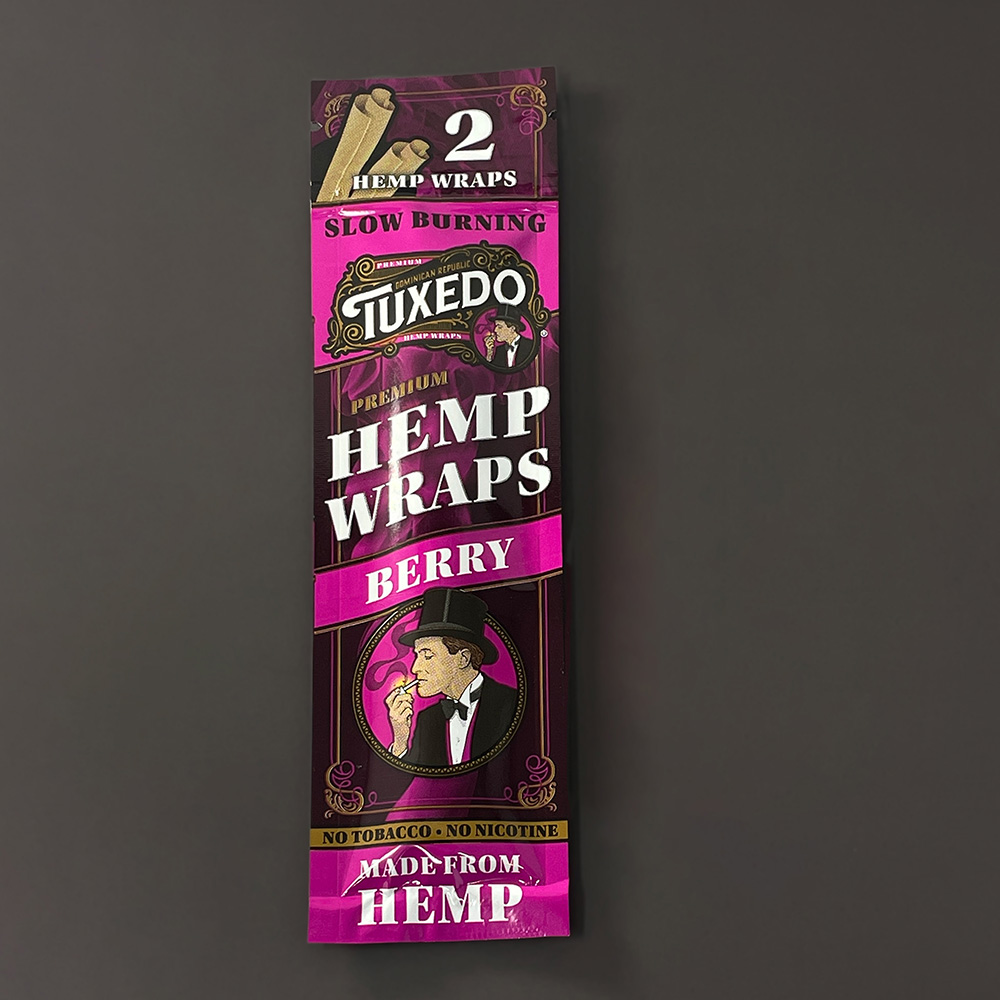 2
HEMP WRAPS
SLOW BURNING
PREMIUM
DOMINICAN REPUBLIC
TUXEDO
HEMP WRAPS
®
PREMIUM
HEMP
WRAPS
BERRY
NO TOBACCO • NO NICOTINE
MADE FROM
HEMP